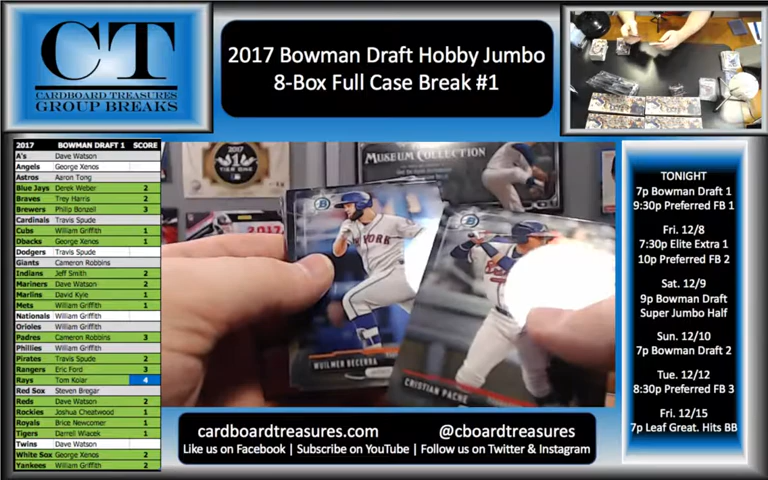 CT
CARDBOARD TREASURES
GROUP BREAKS
2017 Bowman Draft Hobby Jumbo
8-Box Full Case Break #1
2017 BOWMAN DRAFT 1 SCORE
A's Dave Watson
Angels George Xenos
Astros Aaron Tong
Blue Jays Derek Weber 2
Braves Trey Harris 2
Brewers Philip Bonzell 3
Cardinals Travis Spude
Cubs William Griffith 1
Dbacks George Xenos 1
Dodgers Travis Spude
Giants Cameron Robbins
Indians Jeff Smith 2
Mariners Dave Watson 2
Marlins David Kyle 1
Mets William Griffith 1
Nationals William Griffith
Orioles William Griffith
Padres Cameron Robbins 3
Phillies William Griffith
Pirates Travis Spude 2
Rangers Eric Ford 3
Rays Tom Kolar 4
Red Sox Steven Bregar
Reds Dave Watson 2
Rockies Joshua Cheatwood 1
Royals Brice Newcomer 1
Tigers Darrell Wiacek 1
Twins Dave Watson
White Sox George Xenos 2
Yankees William Griffith 2
2017
TIER ONE
MUSEUM COLLECTION
2017
B
YORK
WUILMER BECERRA
B
CRISTIAN PACHE
TONIGHT
7p Bowman Draft 1
9:30p Preferred FB 1
Fri. 12/8
7:30p Elite Extra 1
10p Preferred FB 2
Sat. 12/9
9p Bowman Draft
Super Jumbo Half
Sun. 12/10
7p Bowman Draft 2
Tue. 12/12
8:30p Preferred FB 3
Fri. 12/15
7p Leaf Great. Hits BB
cardboardtreasures.com @cboardtreasures
Like us on Facebook | Subscribe on YouTube | Follow us on Twitter & Instagram